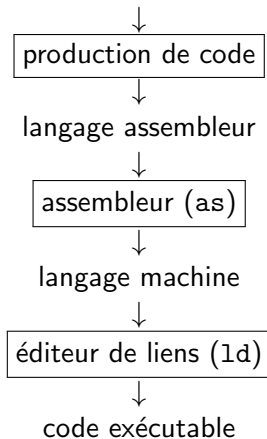 production de code
langage assembleur
assembleur (as)
langage machine
éditeur de liens (ld)
code exécutable